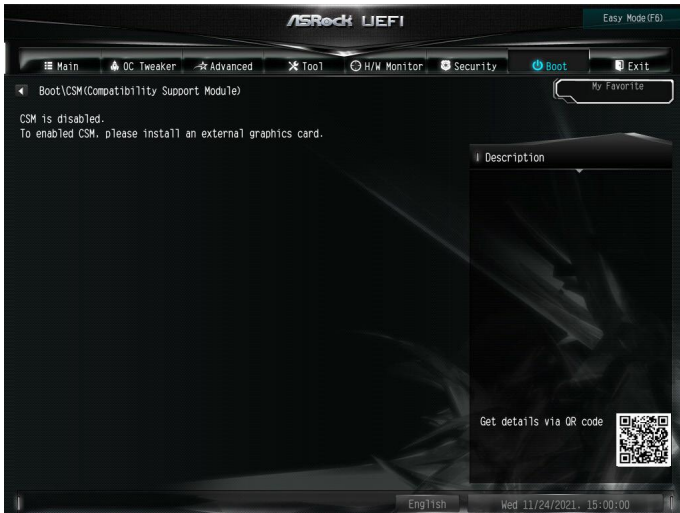 ASRock UEFI
Easy Mode(F6)
Main
OC Tweaker
Advanced
Tool
H/W Monitor
Security
Boot
Exit
Boot\CSM(Compatibility Support Module)
My Favorite
CSM is disabled.
To enabled CSM, please install an external graphics card.
Description
Get details via QR code
English
Wed 11/24/2021. 15:00:00